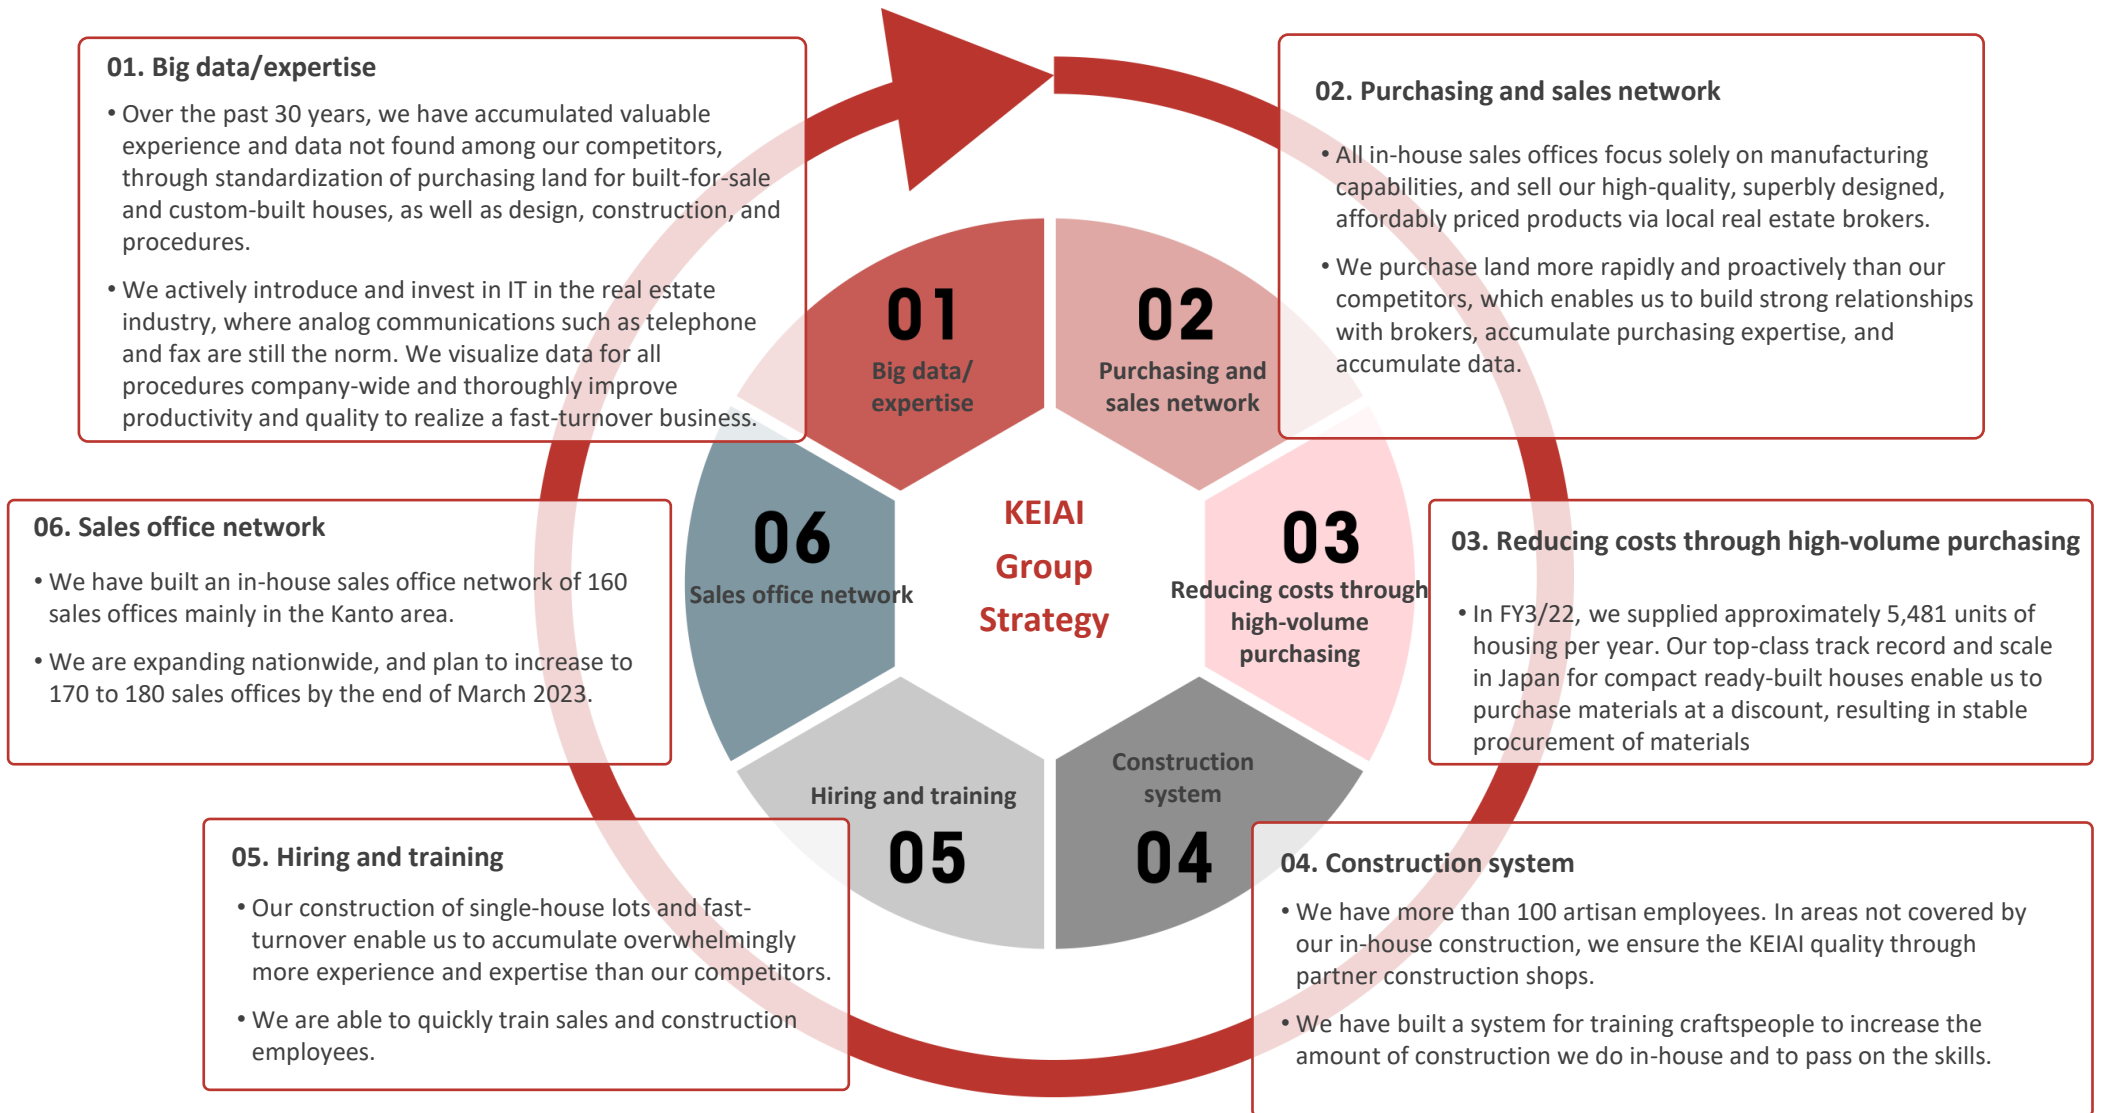 01. Big data/expertise
• Over the past 30 years, we have accumulated valuable
experience and data not found among our competitors,
through standardization of purchasing land for built-for-sale
and custom-built houses, as well as design, construction, and
procedures.
• We actively introduce and invest in IT in the real estate
industry, where analog communications such as telephone
and fax are still the norm. We visualize data for all
procedures company-wide and thoroughly improve
productivity and quality to realize a fast-turnover business.
02. Purchasing and sales network
• All in-house sales offices focus solely on manufacturing
capabilities, and sell our high-quality, superbly designed,
affordably priced products via local real estate brokers.
• We purchase land more rapidly and proactively than our
competitors, which enables us to build strong relationships
with brokers, accumulate purchasing expertise, and
accumulate data.
01
Big data/
expertise
02
Purchasing and
sales network
06. Sales office network
• We have built an in-house sales office network of 160
sales offices mainly in the Kanto area.
• We are expanding nationwide, and plan to increase to
170 to 180 sales offices by the end of March 2023.
06
Sales office network
KEIAI
Group
Strategy
03
Reducing costs through
high-volume
purchasing
03. Reducing costs through high-volume purchasing
• In FY3/22, we supplied approximately 5,481 units of
housing per year. Our top-class track record and scale
in Japan for compact ready-built houses enable us to
purchase materials at a discount, resulting in stable
procurement of materials
Hiring and training
05
Construction
system
04
05. Hiring and training
• Our construction of single-house lots and fast-
turnover enable us to accumulate overwhelmingly
more experience and expertise than our competitors.
• We are able to quickly train sales and construction
employees.
04. Construction system
• We have more than 100 artisan employees. In areas not covered by
our in-house construction, we ensure the KEIAI quality through
partner construction shops.
• We have built a system for training craftspeople to increase the
amount of construction we do in-house and to pass on the skills.